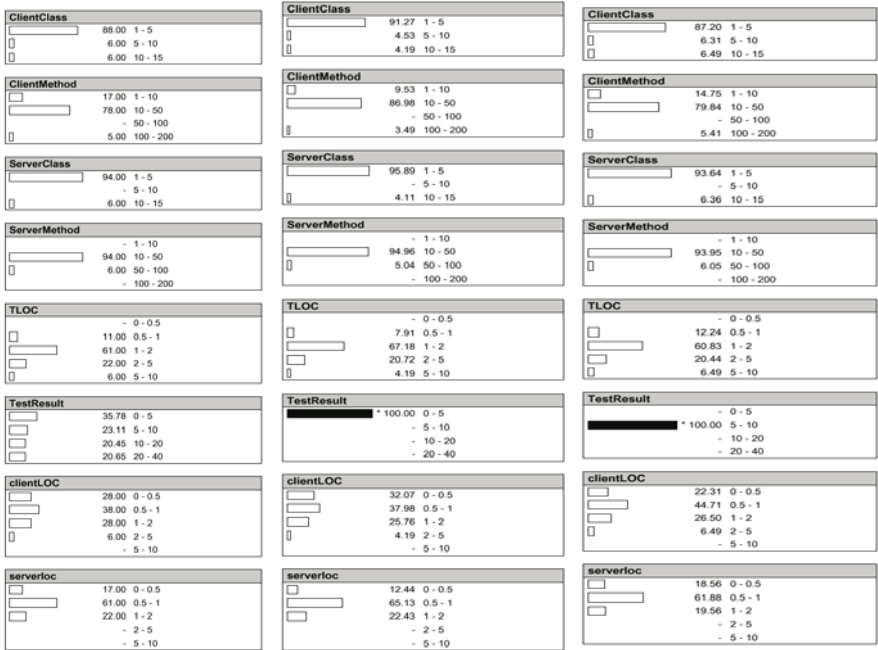 ClientClass
88.00 1 - 5
6.00 5 - 10
6.00 10 - 15
ClientMethod
17.00 1 - 10
78.00 10 - 50
- 50 - 100
5.00 100 - 200
ServerClass
94.00 1 - 5
- 5 - 10
6.00 10 - 15
ServerMethod
- 1 - 10
94.00 10 - 50
6.00 50 - 100
- 100 - 200
TLOC
- 0 - 0.5
11.00 0.5 - 1
61.00 1 - 2
22.00 2 - 5
6.00 5 - 10
TestResult
35.78 0 - 5
23.11 5 - 10
20.45 10 - 20
20.65 20 - 40
clientLOC
28.00 0 - 0.5
38.00 0.5 - 1
28.00 1 - 2
6.00 2 - 5
- 5 - 10
serverloc
17.00 0 - 0.5
61.00 0.5 - 1
22.00 1 - 2
- 2 - 5
- 5 - 10
ClientClass
91.27 1 - 5
4.53 5 - 10
4.19 10 - 15
ClientMethod
9.53 1 - 10
86.98 10 - 50
- 50 - 100
3.49 100 - 200
ServerClass
95.89 1 - 5
- 5 - 10
4.11 10 - 15
ServerMethod
- 1 - 10
94.96 10 - 50
5.04 50 - 100
- 100 - 200
TLOC
- 0 - 0.5
7.91 0.5 - 1
67.18 1 - 2
20.72 2 - 5
4.19 5 - 10
TestResult
* 100.00 0 - 5
- 5 - 10
- 10 - 20
- 20 - 40
clientLOC
32.07 0 - 0.5
37.98 0.5 - 1
25.76 1 - 2
4.19 2 - 5
- 5 - 10
serverloc
12.44 0 - 0.5
65.13 0.5 - 1
22.43 1 - 2
- 2 - 5
- 5 - 10
ClientClass
87.20 1 - 5
6.31 5 - 10
6.49 10 - 15
ClientMethod
14.75 1 - 10
79.84 10 - 50
- 50 - 100
5.41 100 - 200
ServerClass
93.64 1 - 5
- 5 - 10
6.36 10 - 15
ServerMethod
- 1 - 10
93.95 10 - 50
6.05 50 - 100
- 100 - 200
TLOC
- 0 - 0.5
12.24 0.5 - 1
60.83 1 - 2
20.44 2 - 5
6.49 5 - 10
TestResult
- 0 - 5
* 100.00 5 - 10
- 10 - 20
- 20 - 40
clientLOC
22.31 0 - 0.5
44.71 0.5 - 1
26.50 1 - 2
6.49 2 - 5
- 5 - 10
serverloc
18.56 0 - 0.5
61.88 0.5 - 1
19.56 1 - 2
- 2 - 5
- 5 - 10